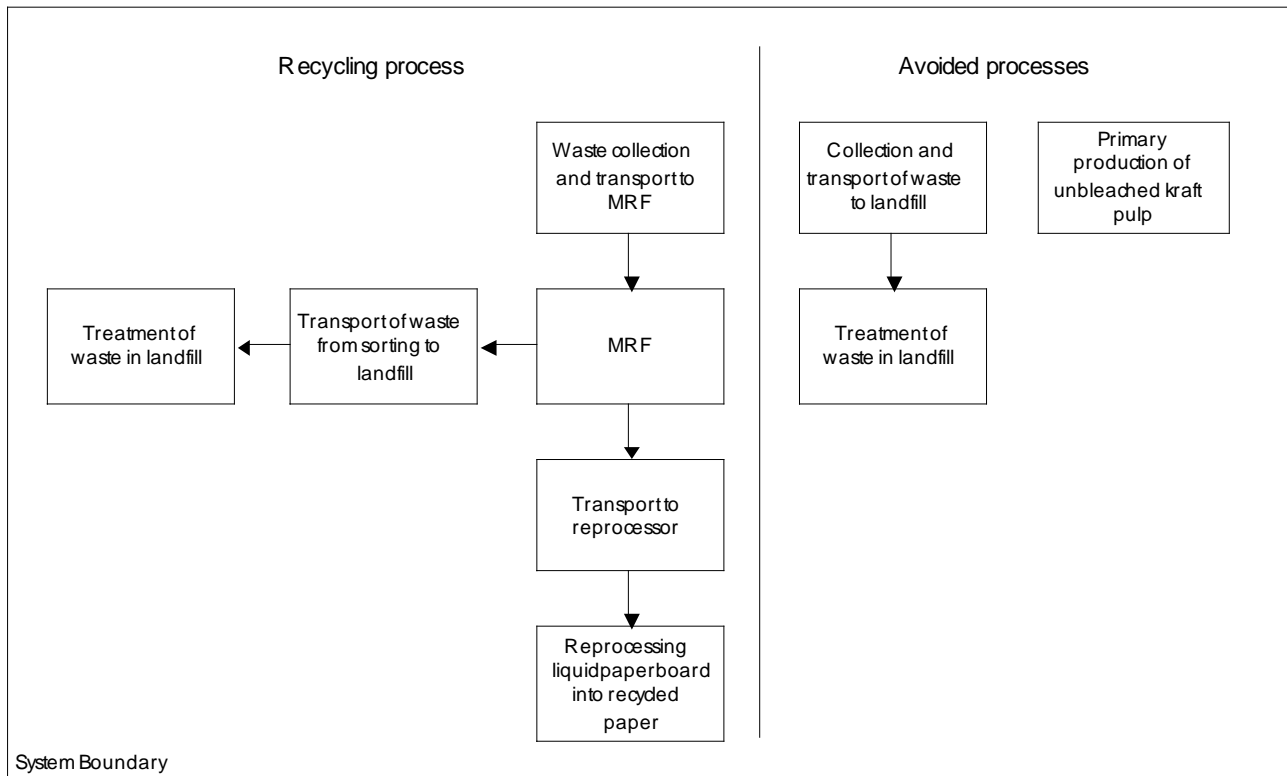 Recycling process
Avoided processes
Waste collection
and transport to
MRF
Collection and
transport of waste
to landfill
Primary
production of
unbleached kraft
pulp
Treatment of
waste in landfill
Transport of waste
from sorting to
landfill
MRF
Treatment of
waste in landfill
Transport to
reprocessor
Reprocessing
liquidpaperboard
into recycled
paper
System Boundary